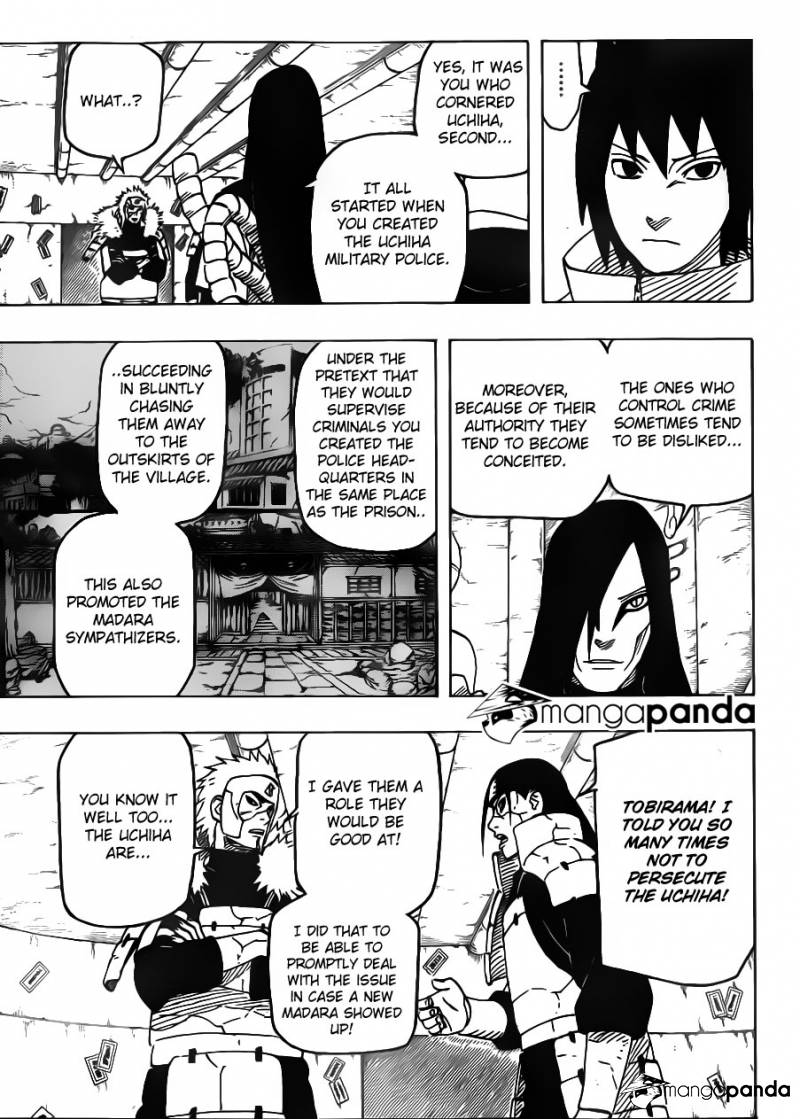 .........
YES, IT WAS
YOU WHO
CORNERED
UCHIHA,
SECOND...
IT ALL
STARTED WHEN
YOU CREATED
THE UCHIHA
MILITARY POLICE.
WHAT..?
THE ONES WHO
CONTROL CRIME
SOMETIMES TEND
TO BE DISLIKED...
MOREOVER,
BECAUSE OF THEIR
AUTHORITY THEY
TEND TO BECOME
CONCEITED.
UNDER THE
PRETEXT THAT
THEY WOULD
SUPERVISE
CRIMINALS YOU
CREATED THE
POLICE HEAD-
QUARTERS IN
THE SAME PLACE
AS THE PRISON..
..SUCCEEDING
IN BLUNTLY
CHASING
THEM AWAY
TO THE
OUTSKIRTS OF
THE VILLAGE.
THIS ALSO
PROMOTED THE
MADARA
SYMPATHIZERS.
mangapanda
TOBIRAMA! I
TOLD YOU SO
MANY TIMES
NOT TO
PERSECUTE
THE UCHIHA!
I GAVE THEM A
ROLE THEY
WOULD BE
GOOD AT!
I DID THAT TO
BE ABLE TO
PROMPTLY DEAL
WITH THE ISSUE
IN CASE A NEW
MADARA SHOWED
UP!
YOU KNOW IT
WELL TOO...
THE UCHIHA
ARE...
mangapanda